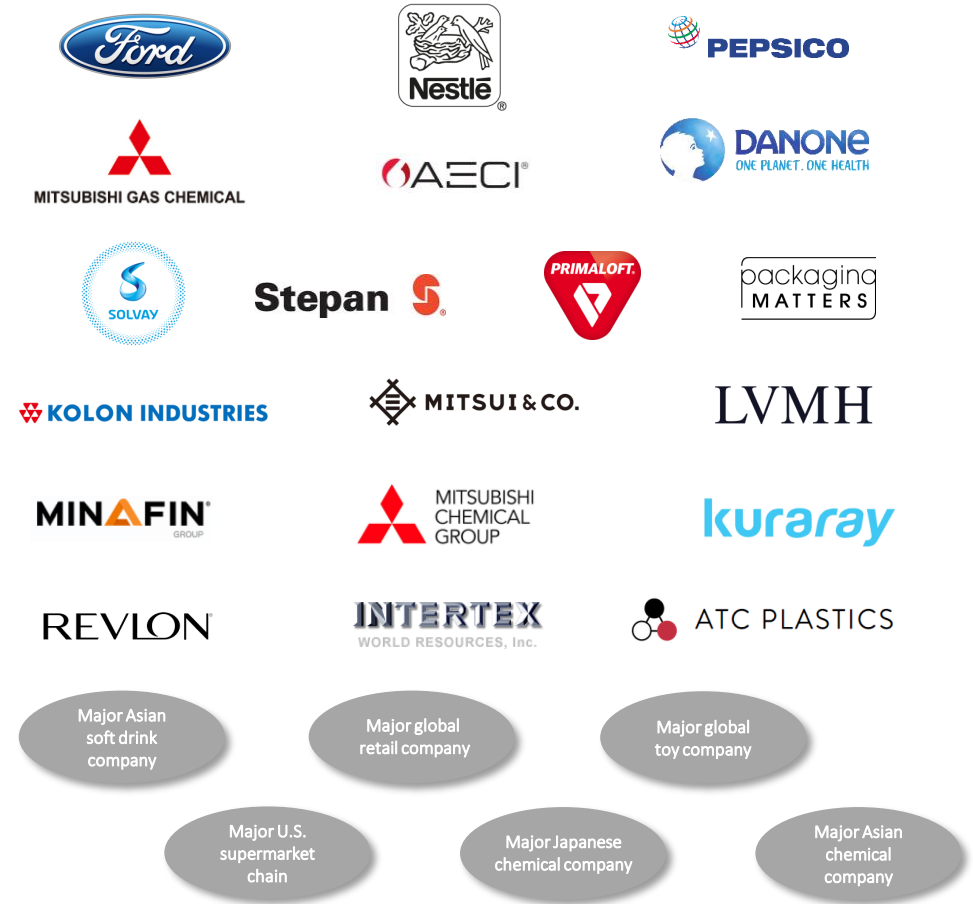 Ford
Nestlé®
PEPSICO
MITSUBISHI GAS CHEMICAL
AECI®
DANONE
ONE PLANET. ONE HEALTH
SOLVAY
Stepan ®
PRIMALOFT.
packaging
MATTERS
KOLON INDUSTRIES
MITSUI & CO.
LVMH
MINAFIN®
GROUP
MITSUBISHI
CHEMICAL
GROUP
kuraray
REVLON
INTERTEX
WORLD RESOURCES, Inc.
ATC PLASTICS
Major Asian
soft drink
company
Major global
retail company
Major global
toy company
Major U.S.
supermarket
chain
Major Japanese
chemical company
Major Asian
chemical
company